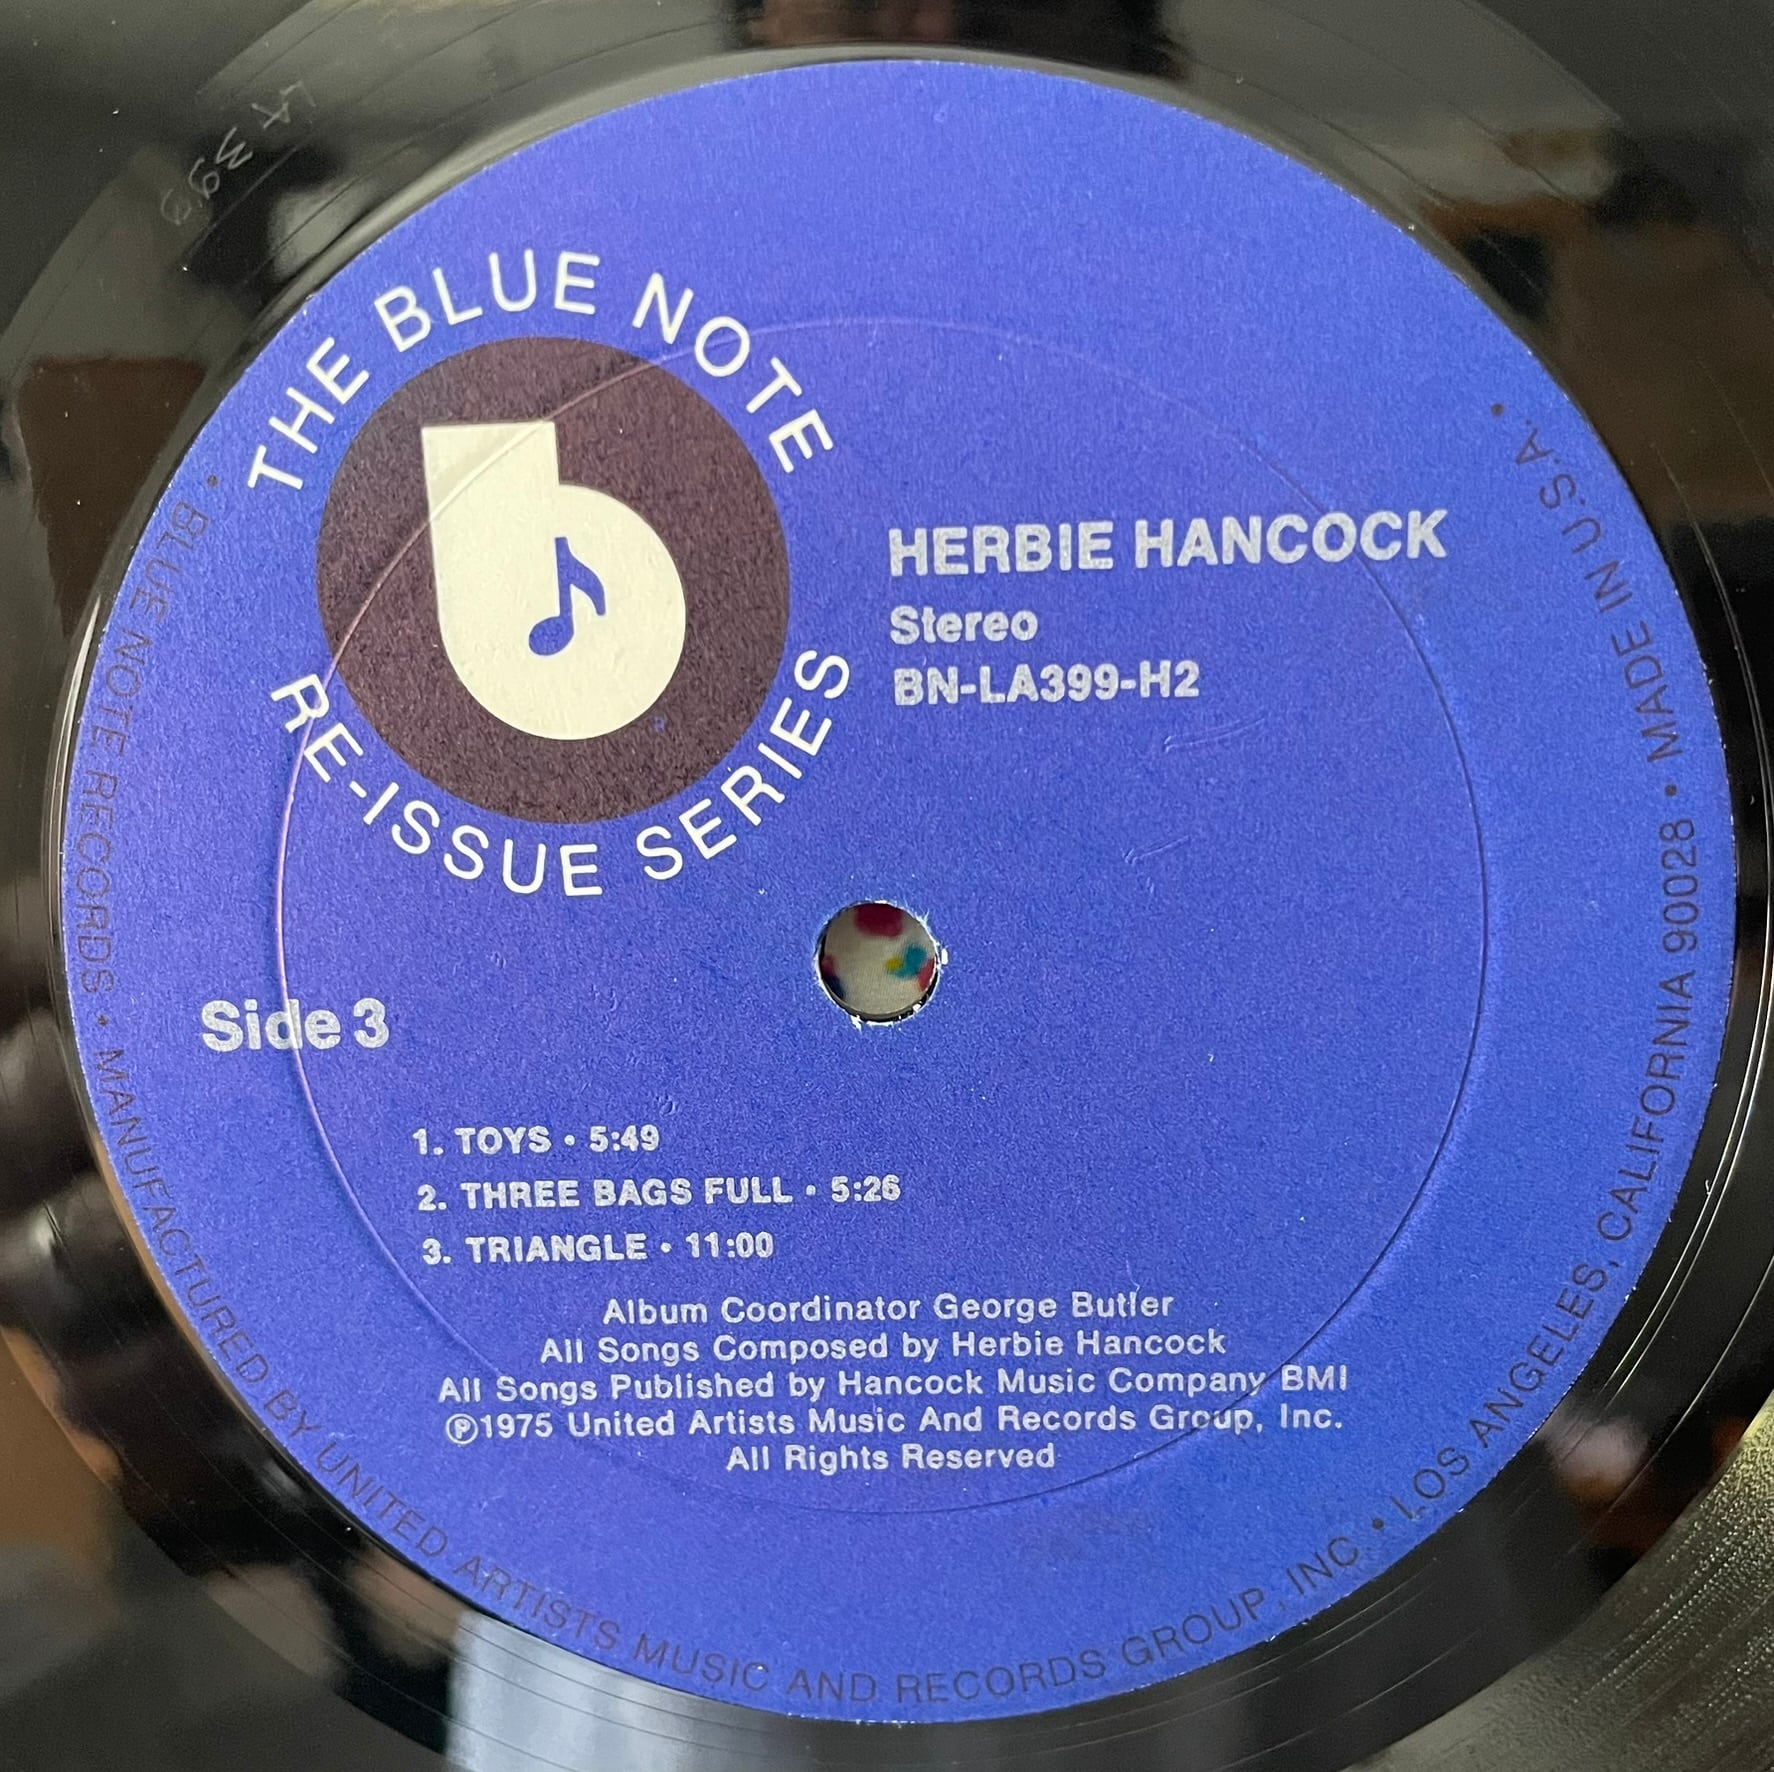 LA 399
THE BLUE NOTE
RE-ISSUE SERIES
HERBIE HANCOCK
Stereo
BN-LA399-H2
Side 3
1. TOYS • 5:49
2. THREE BAGS FULL • 5:26
3. TRIANGLE • 11:00
Album Coordinator George Butler
All Songs Composed by Herbie Hancock
All Songs Published by Hancock Music Company BMI
℗1975 United Artists Music And Records Group, Inc.
All Rights Reserved
• BLUE NOTE RECORDS • MANUFACTURED BY UNITED ARTISTS MUSIC AND RECORDS GROUP, INC. • LOS ANGELES, CALIFORNIA 90028 • MADE IN U.S.A. •